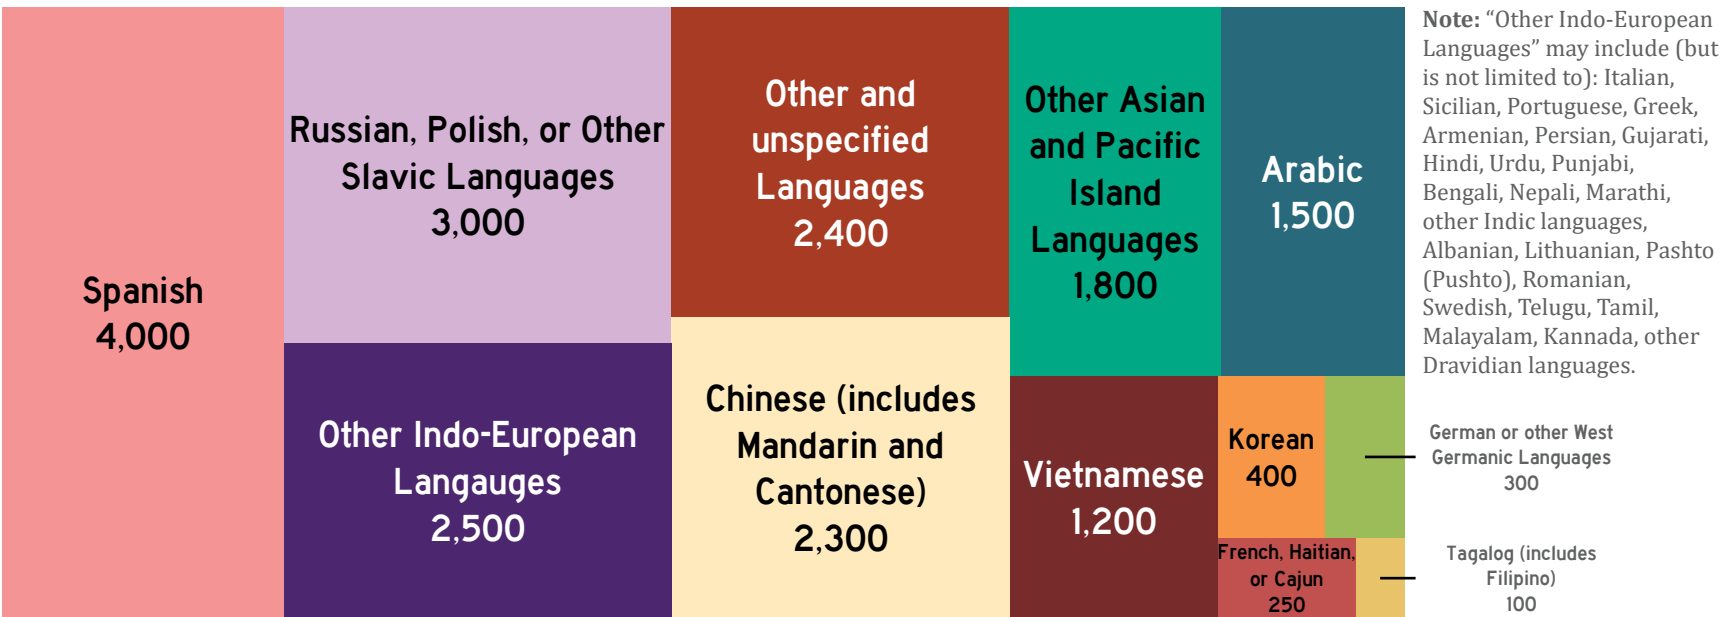 Spanish
4,000
Russian, Polish, or Other
Slavic Languages
3,000
Other Indo-European
Langauges
2,500
Other and
unspecified
Languages
2,400
Chinese (includes
Mandarin and
Cantonese)
2,300
Other Asian
and Pacific
Island
Languages
1,800
Arabic
1,500
Vietnamese
1,200
Korean
400
French, Haitian,
or Cajun
250
Note: “Other Indo-European
Languages” may include (but
is not limited to): Italian,
Sicilian, Portuguese, Greek,
Armenian, Persian, Gujarati,
Hindi, Urdu, Punjabi,
Bengali, Nepali, Marathi,
other Indic languages,
Albanian, Lithuanian, Pashto
(Pushto), Romanian,
Swedish, Telugu, Tamil,
Malayalam, Kannada, other
Dravidian languages.
German or other West
Germanic Languages
300
Tagalog (includes
Filipino)
100